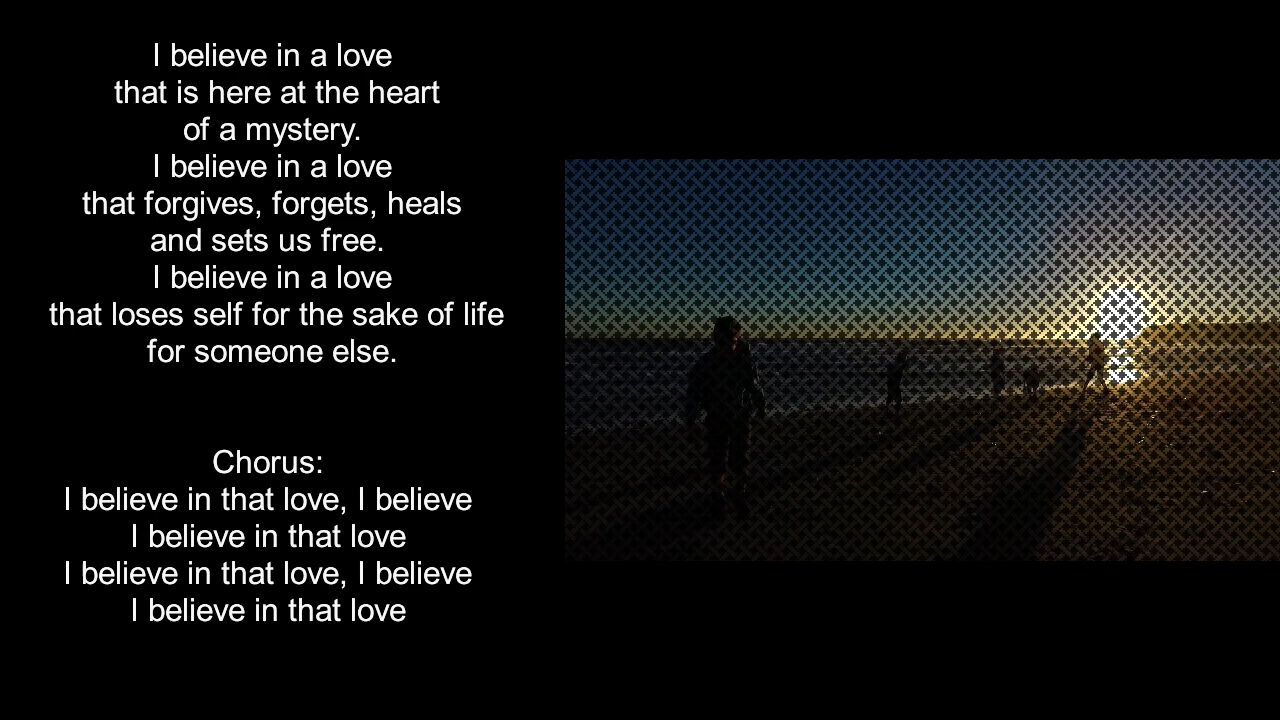 I believe in a love
that is here at the heart
of a mystery.
I believe in a love
that forgives, forgets, heals
and sets us free.
I believe in a love
that loses self for the sake of life
for someone else.
Chorus:
I believe in that love, I believe
I believe in that love
I believe in that love, I believe
I believe in that love